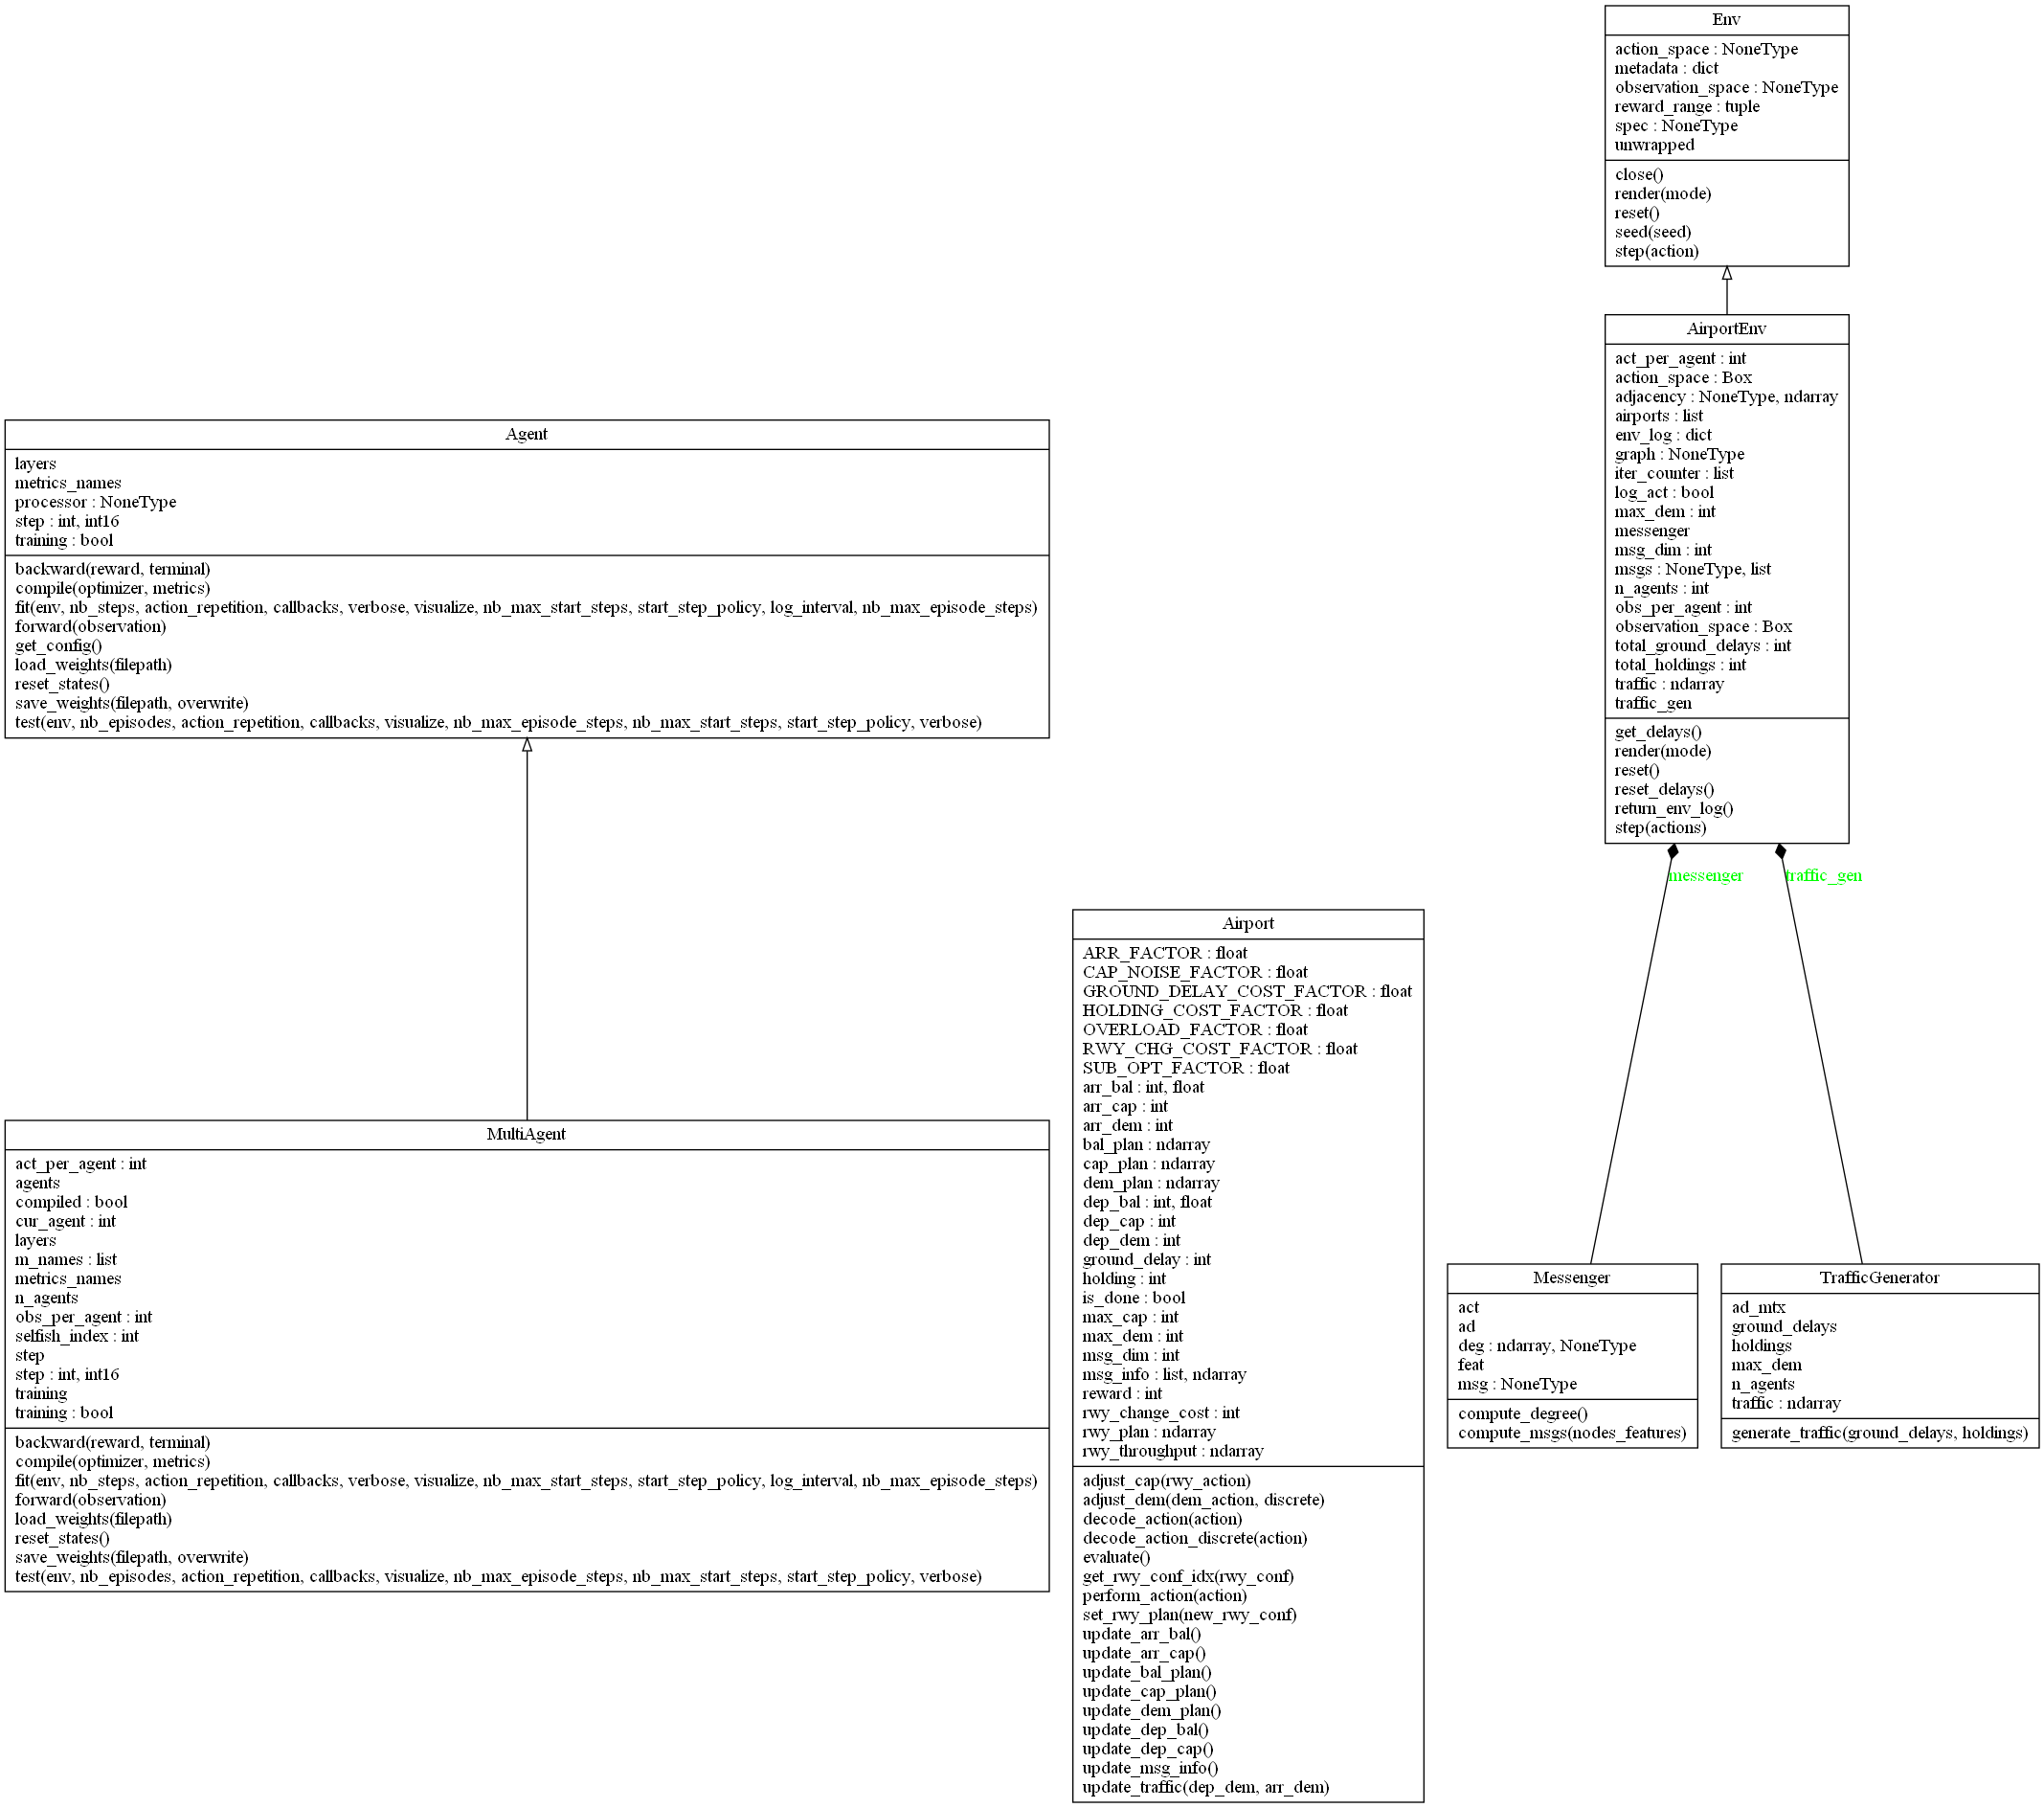 Env
action_space : NoneType
metadata : dict
observation_space : NoneType
reward_range : tuple
spec : NoneType
unwrapped
close()
render(mode)
reset()
seed(seed)
step(action)
AirportEnv
act_per_agent : int
action_space : Box
adjacency : NoneType, ndarray
airports : list
env_log : dict
graph : NoneType
iter_counter : list
log_act : bool
max_dem : int
messenger
msg_dim : int
msgs : NoneType, list
n_agents : int
obs_per_agent : int
observation_space : Box
total_ground_delays : int
total_holdings : int
traffic : ndarray
traffic_gen
get_delays()
render(mode)
reset()
reset_delays()
return_env_log()
step(actions)
messenger
traffic_gen
Agent
layers
metrics_names
processor : NoneType
step : int, int16
training : bool
backward(reward, terminal)
compile(optimizer, metrics)
fit(env, nb_steps, action_repetition, callbacks, verbose, visualize, nb_max_start_steps, start_step_policy, log_interval, nb_max_episode_steps)
forward(observation)
get_config()
load_weights(filepath)
reset_states()
save_weights(filepath, overwrite)
test(env, nb_episodes, action_repetition, callbacks, visualize, nb_max_episode_steps, nb_max_start_steps, start_step_policy, verbose)
MultiAgent
act_per_agent : int
agents
compiled : bool
cur_agent : int
layers
m_names : list
metrics_names
n_agents
obs_per_agent : int
selfish_index : int
step
step : int, int16
training
training : bool
backward(reward, terminal)
compile(optimizer, metrics)
fit(env, nb_steps, action_repetition, callbacks, verbose, visualize, nb_max_start_steps, start_step_policy, log_interval, nb_max_episode_steps)
forward(observation)
load_weights(filepath)
reset_states()
save_weights(filepath, overwrite)
test(env, nb_episodes, action_repetition, callbacks, visualize, nb_max_episode_steps, nb_max_start_steps, start_step_policy, verbose)
Airport
ARR_FACTOR : float
CAP_NOISE_FACTOR : float
GROUND_DELAY_COST_FACTOR : float
HOLDING_COST_FACTOR : float
OVERLOAD_FACTOR : float
RWY_CHG_COST_FACTOR : float
SUB_OPT_FACTOR : float
arr_bal : int, float
arr_cap : int
arr_dem : int
bal_plan : ndarray
cap_plan : ndarray
dem_plan : ndarray
dep_bal : int, float
dep_cap : int
dep_dem : int
ground_delay : int
holding : int
is_done : bool
max_cap : int
max_dem : int
msg_dim : int
msg_info : list, ndarray
reward : int
rwy_change_cost : int
rwy_plan : ndarray
rwy_throughput : ndarray
adjust_cap(rwy_action)
adjust_dem(dem_action, discrete)
decode_action(action)
decode_action_discrete(action)
evaluate()
get_rwy_conf_idx(rwy_conf)
perform_action(action)
set_rwy_plan(new_rwy_conf)
update_arr_bal()
update_arr_cap()
update_bal_plan()
update_cap_plan()
update_dem_plan()
update_dep_bal()
update_dep_cap()
update_msg_info()
update_traffic(dep_dem, arr_dem)
Messenger
act
ad
deg : ndarray, NoneType
feat
msg : NoneType
compute_degree()
compute_msgs(nodes_features)
TrafficGenerator
ad_mtx
ground_delays
holdings
max_dem
n_agents
traffic : ndarray
generate_traffic(ground_delays, holdings)